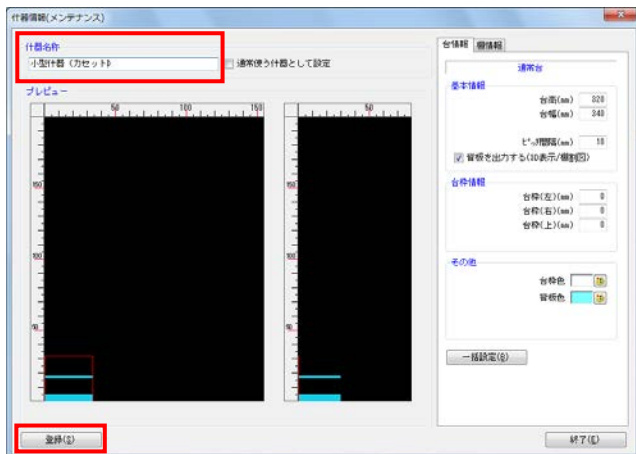 什器情報(メンテナンス)
什器名称
小型什器（カセット）
通常使う什器として設定
プレビュー
50 100 150
50
150
100
50
150
100
50
台情報 棚情報
通常台
基本情報
台高(mm) 320
台幅(mm) 340
ﾋﾟｯﾁ間隔(mm) 10
背板を出力する(3D表示/棚割図)
台枠情報
台枠(左)(mm) 0
台枠(右)(mm) 0
台枠(上)(mm) 0
その他
台枠色
背板色
一括設定(B)
登録(S)
終了(E)